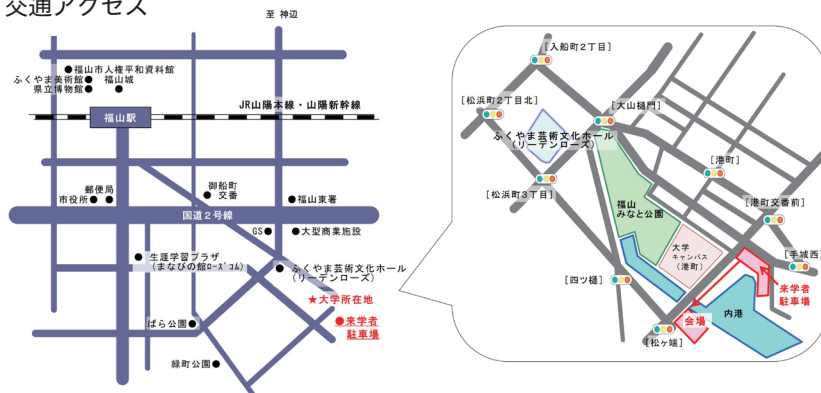 交通アクセス
至 神辺
福山市人権平和資料館
ふくやま美術館
福山城
県立博物館
JR山陽本線・山陽新幹線
福山駅
御船町
交番
郵便局
市役所
福山東署
国道2号線
GS
大型商業施設
生涯学習プラザ
(まなびの館ローズコム)
ふくやま芸術文化ホール
(リーデンローズ)
★大学所在地
ばら公園
来学者
駐車場
緑町公園
[入船町2丁目]
[松浜町2丁目北]
[大山樋門]
ふくやま芸術文化ホール
(リーデンローズ)
[港町]
[松浜町3丁目]
福山
みなと公園
[港町交番前]
大学
キャンパス
(港町)
[手城西]
[四ツ樋]
来学者
駐車場
会場
内港
[松ヶ端]